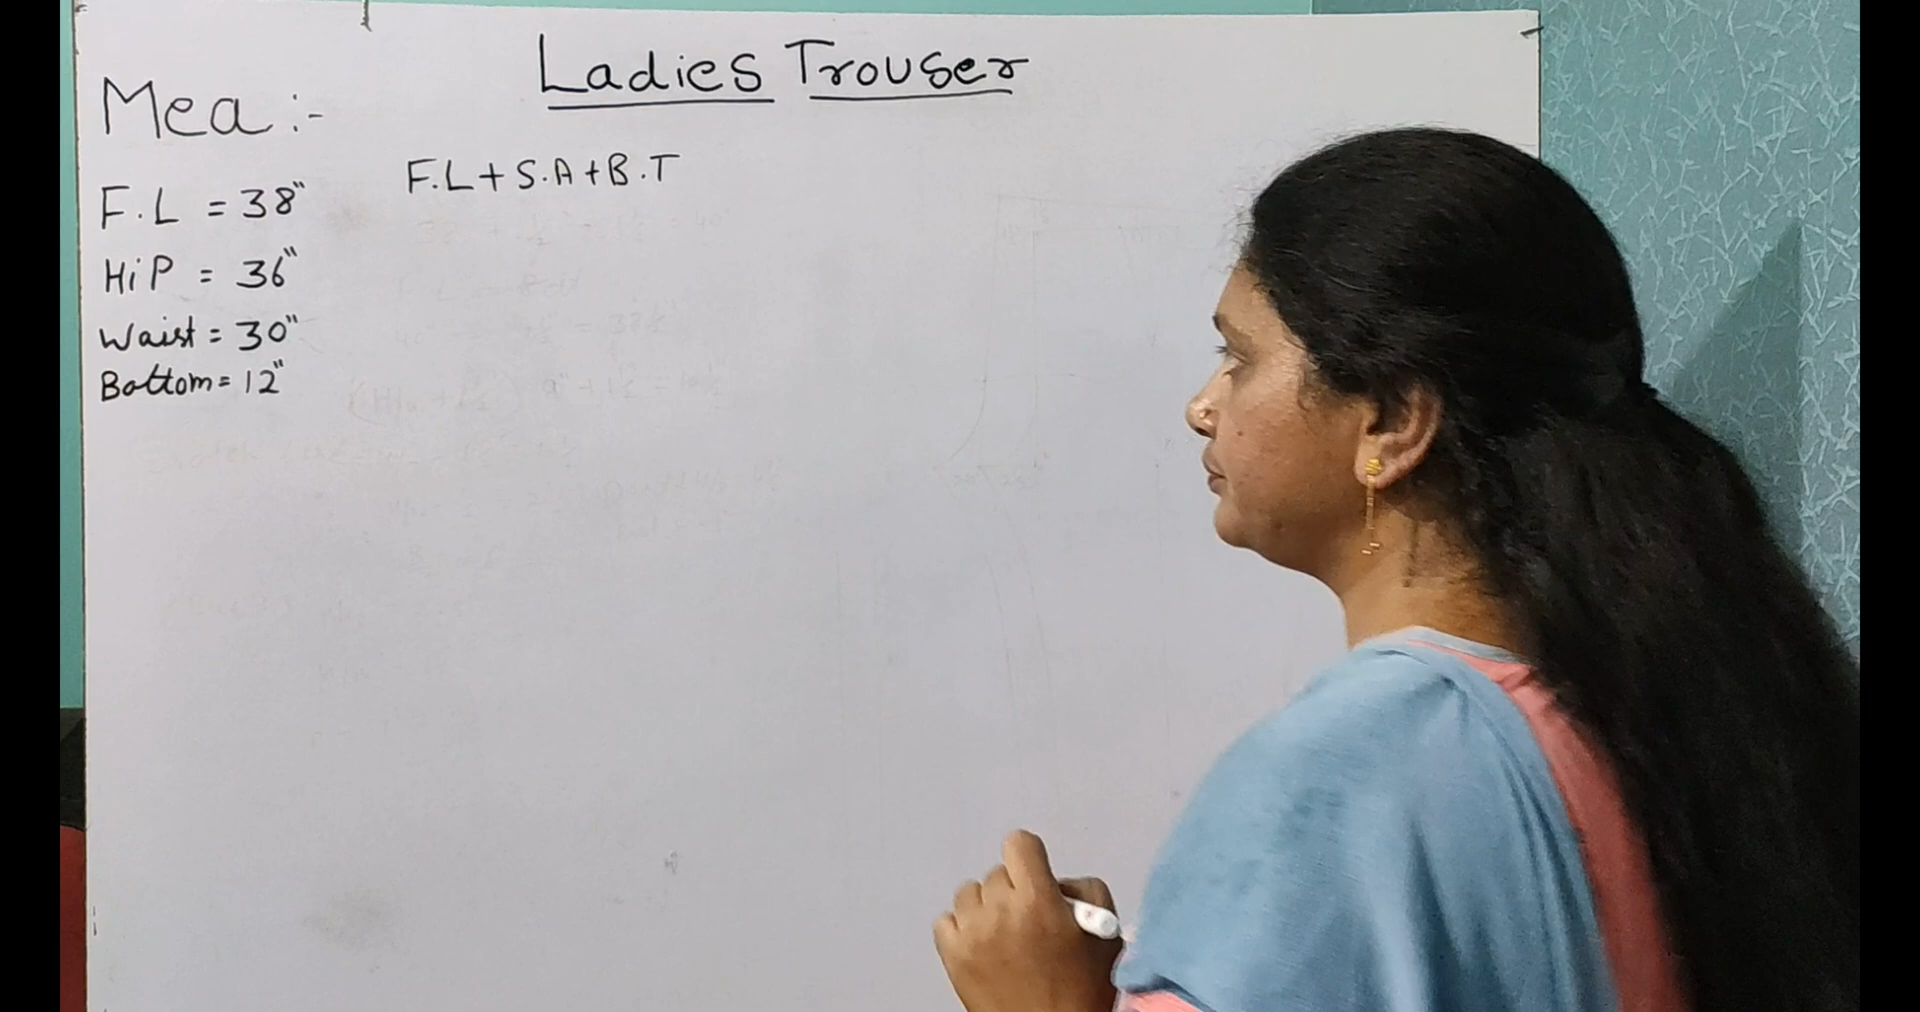 Ladies Trouser
Mea :-
F.L + S.A + B.T
F.L = 38"
HiP = 36"
Waist = 30"
Bottom = 12"